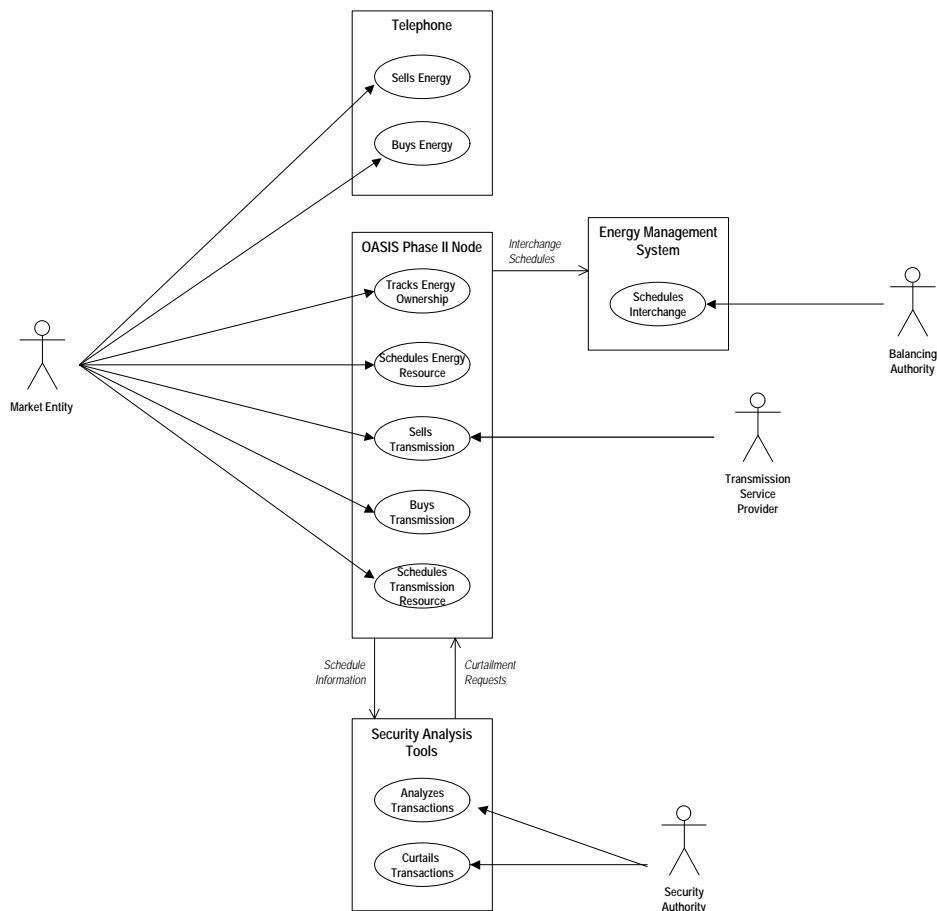 Telephone
Sells Energy
Buys Energy
OASIS Phase II Node
Interchange
Schedules
Energy Management
System
Tracks Energy
Ownership
Schedules
Interchange
Balancing
Authority
Market Entity
Schedules Energy
Resource
Sells
Transmission
Transmission
Service
Provider
Buys
Transmission
Schedules
Transmission
Resource
Schedule
Information
Curtailment
Requests
Security Analysis
Tools
Analyzes
Transactions
Curtails
Transactions
Security
Authority